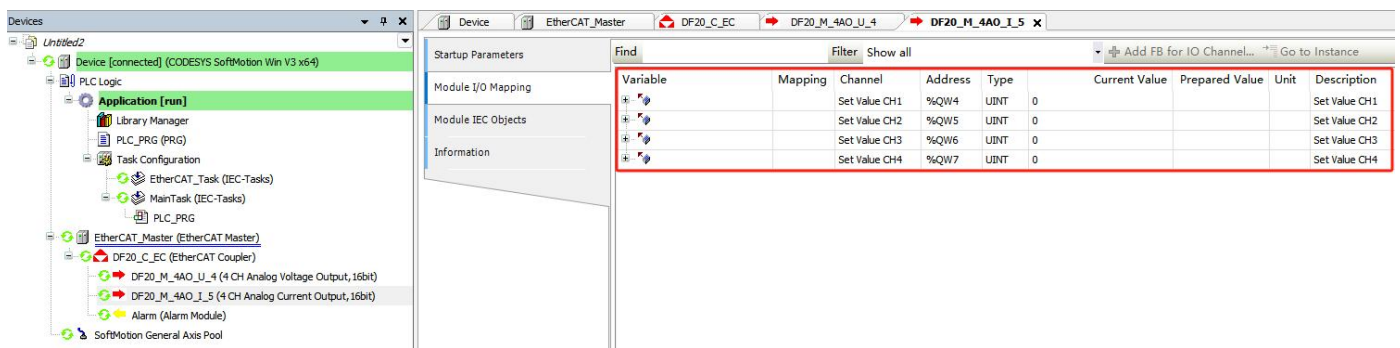 Devices
Untitled2
Device [connected] (CODESYS SoftMotion Win V3 x64)
PLC Logic
Application [run]
Library Manager
PLC_PRG (PRG)
Task Configuration
EtherCAT_Task (IEC-Tasks)
MainTask (IEC-Tasks)
PLC_PRG
EtherCAT_Master (EtherCAT Master)
DF20_C_EC (EtherCAT Coupler)
DF20_M_4AO_U_4 (4 CH Analog Voltage Output,16bit)
DF20_M_4AO_I_5 (4 CH Analog Current Output,16bit)
Alarm (Alarm Module)
SoftMotion General Axis Pool
Device EtherCAT_Master DF20_C_EC DF20_M_4AO_U_4 DF20_M_4AO_I_5
Startup Parameters
Module I/O Mapping
Module IEC Objects
Information
Find Filter Show all Add FB for IO Channel... Go to Instance
Variable Mapping Channel Address Type Current Value Prepared Value Unit Description
Set Value CH1 %QW4 UINT 0 Set Value CH1
Set Value CH2 %QW5 UINT 0 Set Value CH2
Set Value CH3 %QW6 UINT 0 Set Value CH3
Set Value CH4 %QW7 UINT 0 Set Value CH4